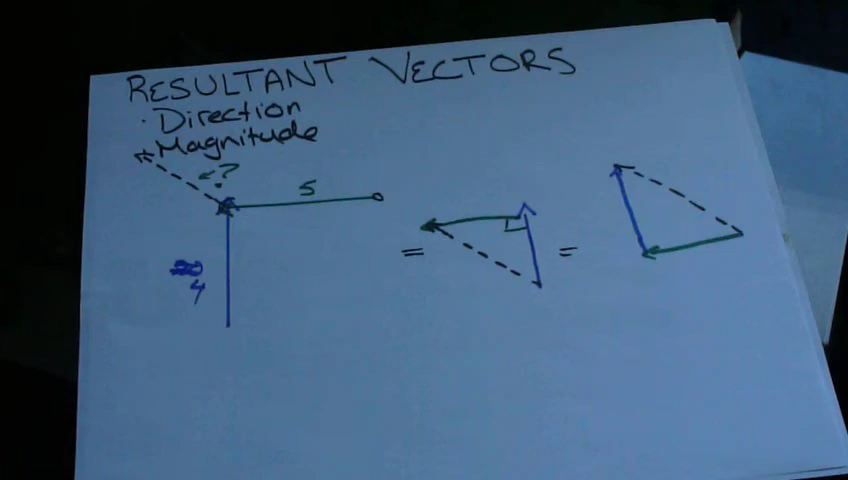 RESULTANT VECTORS
· Direction
· Magnitude
?
5
4
=
=